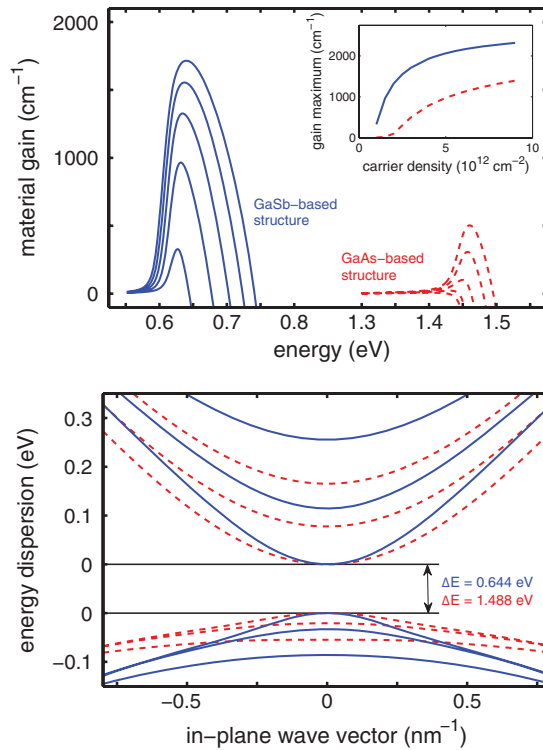 material gain (cm⁻¹)
2000
1000
0
0.6
0.7
0.8
1.3
1.4
1.5
energy (eV)
GaSb−based
structure
GaAs−based
structure
gain maximum (cm⁻¹)
2000
1000
0
0
5
10
carrier density (10¹² cm⁻²)
energy dispersion (eV)
0.3
0.2
0.1
0
0
−0.1
ΔE = 0.644 eV
ΔE = 1.488 eV
−0.5
0
0.5
in−plane wave vector (nm⁻¹)